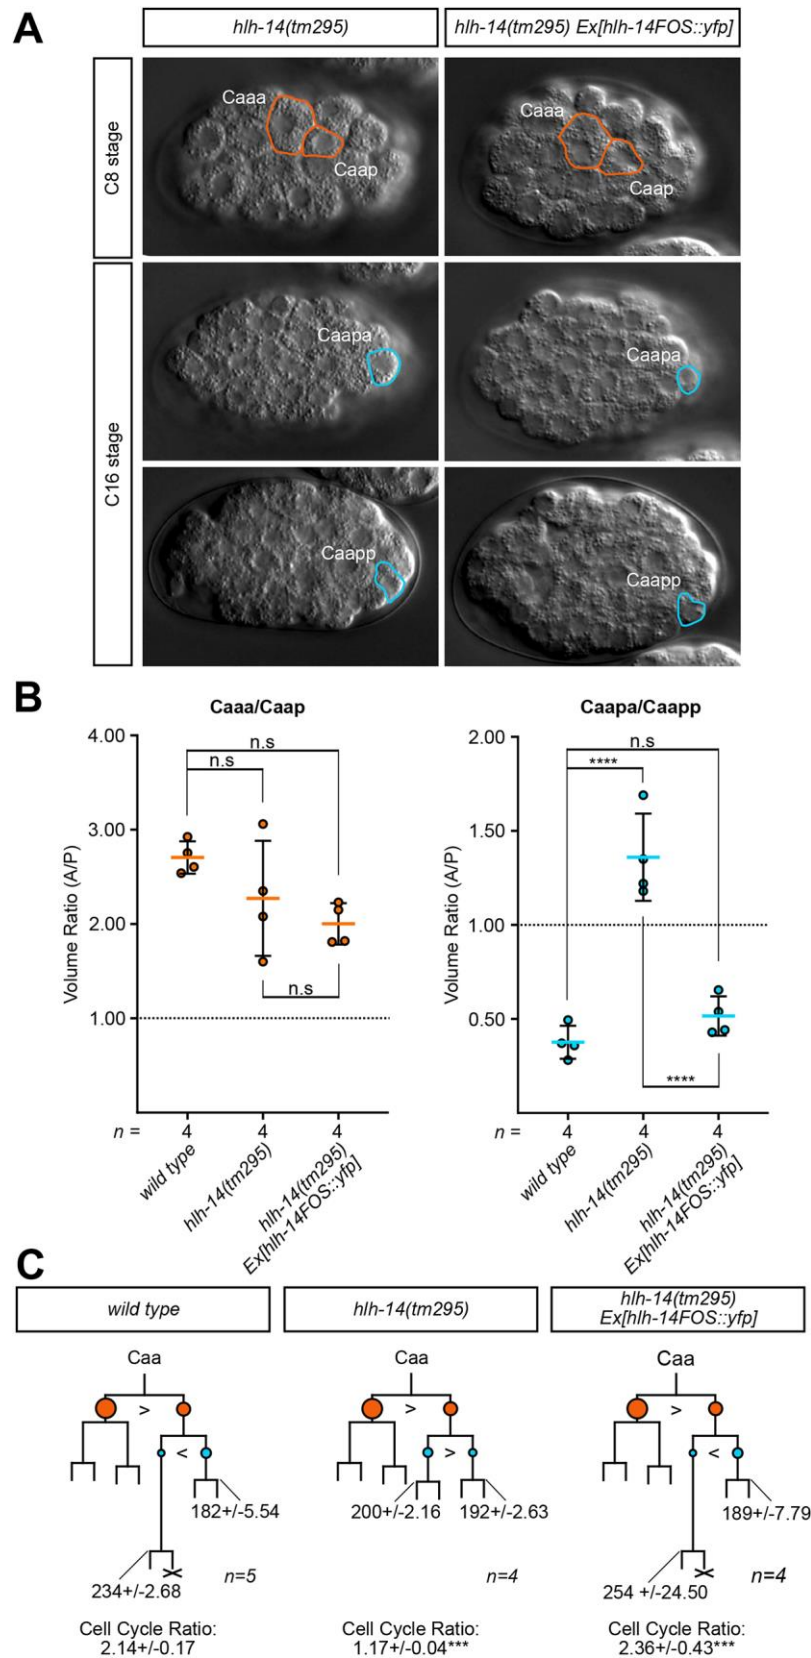 A
hlh-14(tm295)
hlh-14(tm295) Ex[hlh-14FOS::yfp]
C8 stage
Caaa
Caap
Caaa
Caap
C16 stage
Caapa
Caapa
Caapp
Caapp
B
Caaa/Caap
Volume Ratio (A/P)
4.00
3.00
2.00
1.00
n.s
n.s
n.s
n =
4
4
4
wild type
hlh-14(tm295)
hlh-14(tm295)
Ex[hlh-14FOS::yfp]
Caapa/Caapp
Volume Ratio (A/P)
2.00
1.50
1.00
0.50
n.s
****
****
n =
4
4
4
wild type
hlh-14(tm295)
hlh-14(tm295)
Ex[hlh-14FOS::yfp]
C
wild type
Caa
>
<
182+/-5.54
234+/-2.68
n=5
Cell Cycle Ratio:
2.14+/-0.17
hlh-14(tm295)
Caa
>
>
200+/-2.16
192+/-2.63
n=4
Cell Cycle Ratio:
1.17+/-0.04***
hlh-14(tm295)
Ex[hlh-14FOS::yfp]
Caa
>
<
189+/-7.79
254 +/-24.50
n=4
Cell Cycle Ratio:
2.36+/-0.43***